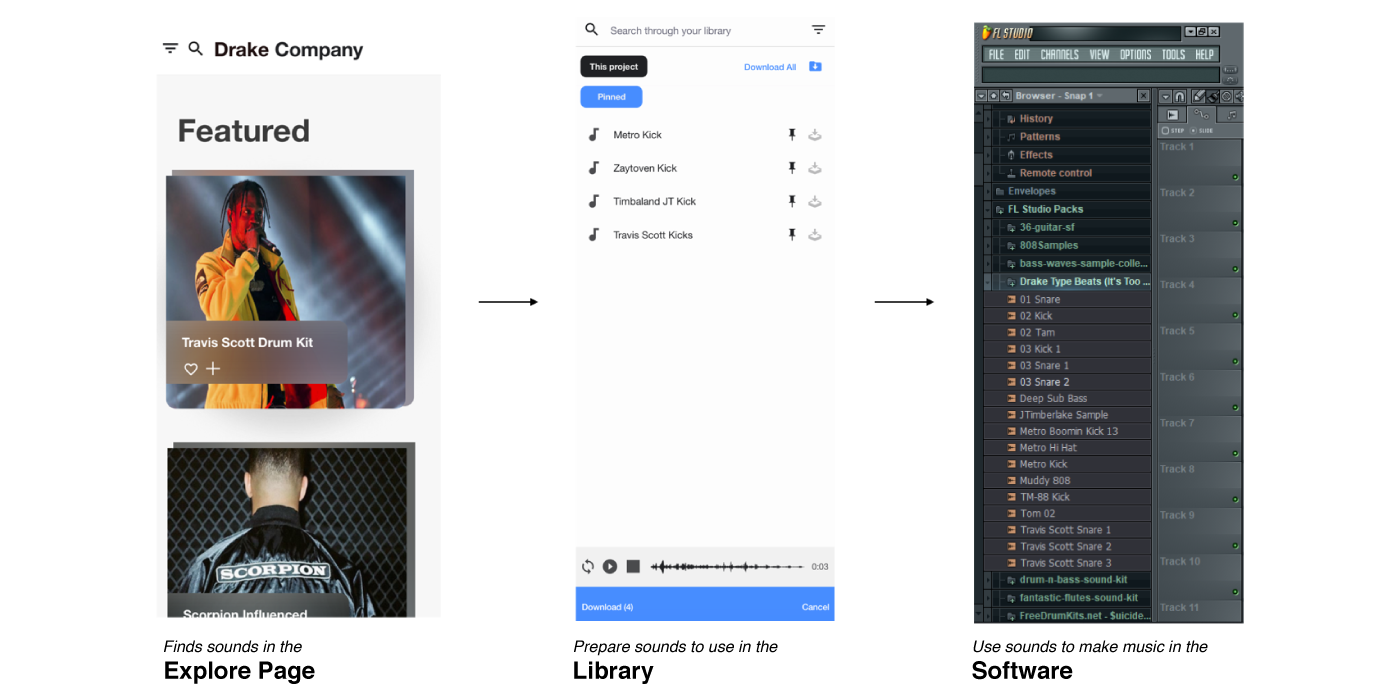 Drake Company
Featured
Travis Scott Drum Kit
SCORPION
Scorpion Influenced
Finds sounds in the
Explore Page
Search through your library
This project
Download All
Pinned
Metro Kick
Zaytoven Kick
Timbaland JT Kick
Travis Scott Kicks
0:03
Download (4)
Cancel
Prepare sounds to use in the
Library
FL STUDIO
FILE EDIT CHANNELS VIEW OPTIONS TOOLS HELP
Browser - Snap 1
History
Patterns
Effects
Remote control
Envelopes
FL Studio Packs
36-guitar-sf
808Samples
bass-waves-sample-colle...
Drake Type Beats (It's Too ...
01 Snare
02 Kick
02 Tam
03 Kick 1
03 Snare 1
03 Snare 2
Deep Sub Bass
JTimberlake Sample
Metro Boomin Kick 13
Metro Hi Hat
Metro Kick
Muddy 808
TM-88 Kick
Tom 02
Travis Scott Snare 1
Travis Scott Snare 2
Travis Scott Snare 3
drum-n-bass-sound-kit
fantastic-flutes-sound-kit
FreeDrumKits.net - $uicide...
STEP SLIDE
Track 1
Track 2
Track 3
Track 4
Track 5
Track 6
Track 7
Track 8
Track 9
Track 10
Track 11
Use sounds to make music in the
Software